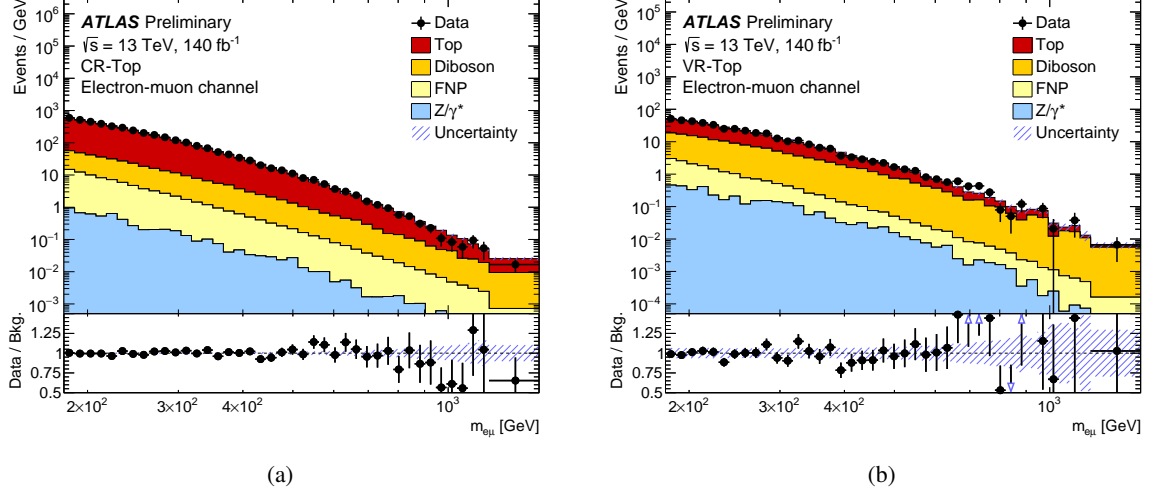 ATLAS Preliminary
√s = 13 TeV, 140 fb⁻¹
CR-Top
Electron-muon channel
Data
Top
Diboson
FNP
Z/γ*
Uncertainty
Events / GeV
10⁶
10⁵
10⁴
10³
10²
10
1
10⁻¹
10⁻²
10⁻³
Data / Bkg.
1.25
1
0.75
0.5
2×10²
3×10²
4×10²
10³
m_eμ [GeV]
(a)
ATLAS Preliminary
√s = 13 TeV, 140 fb⁻¹
VR-Top
Electron-muon channel
Data
Top
Diboson
FNP
Z/γ*
Uncertainty
Events / GeV
10⁵
10⁴
10³
10²
10
1
10⁻¹
10⁻²
10⁻³
10⁻⁴
Data / Bkg.
1.25
1
0.75
0.5
2×10²
3×10²
4×10²
10³
m_eμ [GeV]
(b)